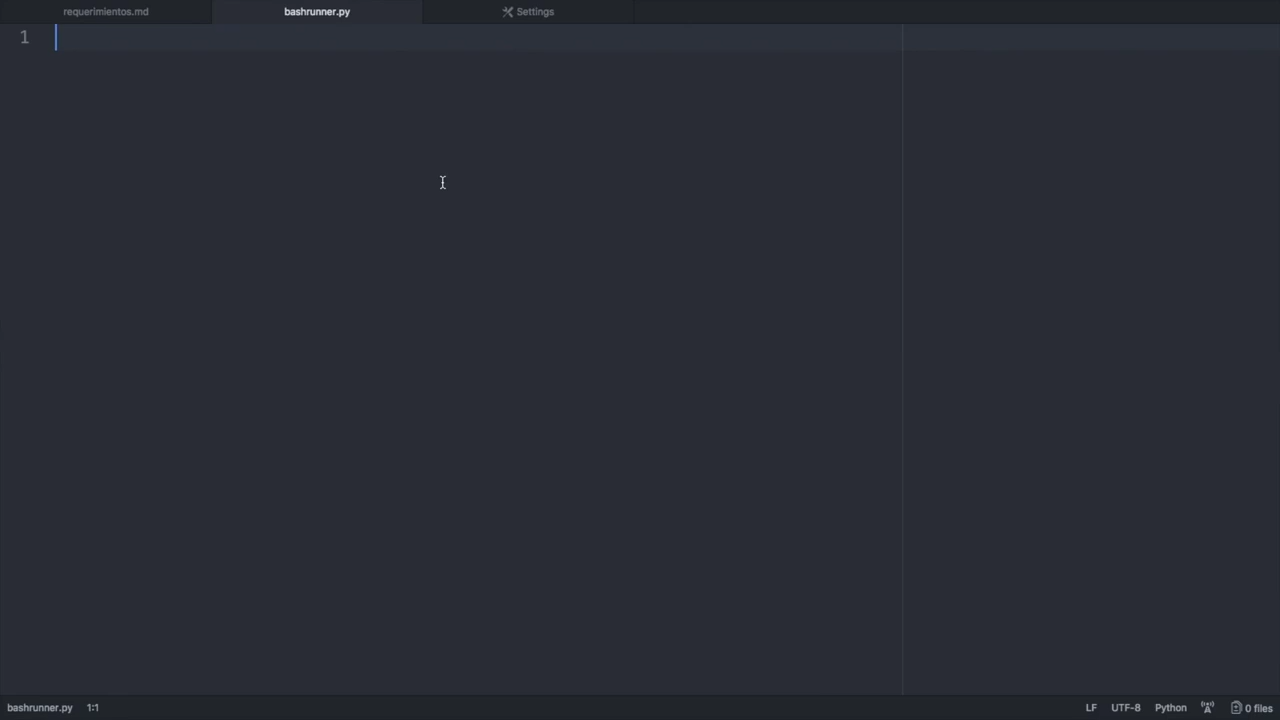 requerimientos.md
bashrunner.py
Settings
1
bashrunner.py 1:1
LF UTF-8 Python 0 files